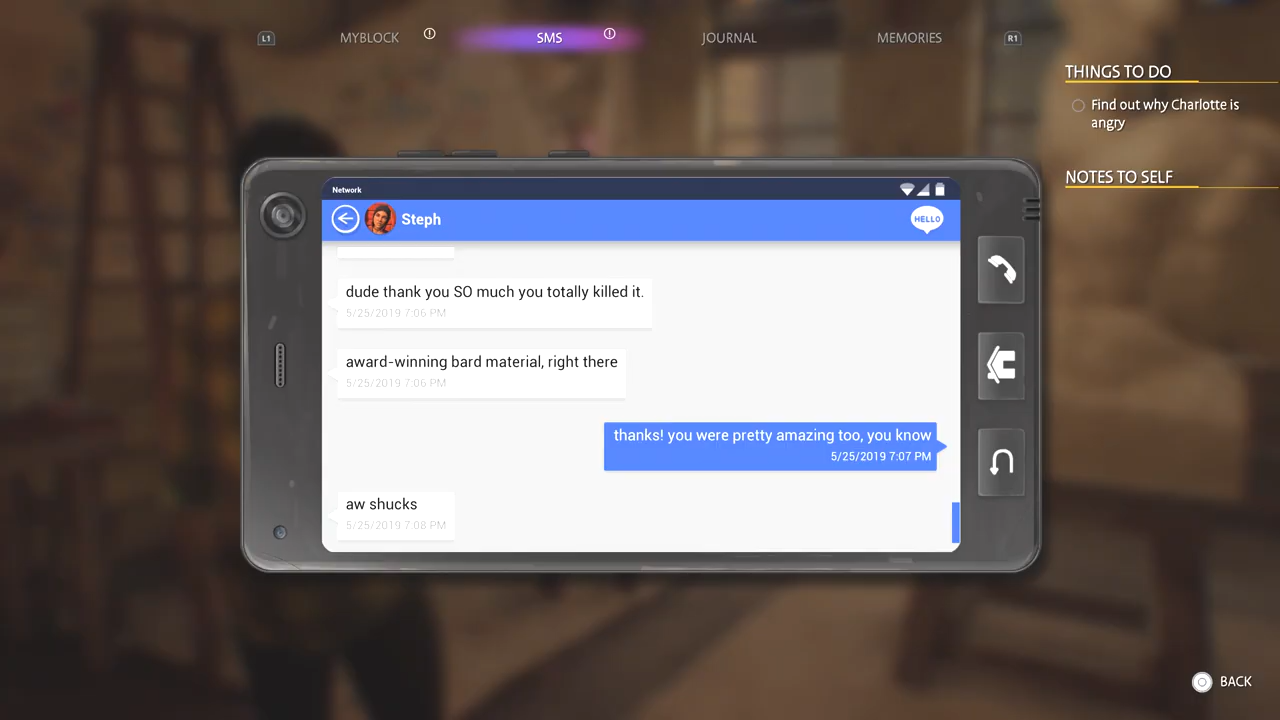 L1
MYBLOCK
SMS
JOURNAL
MEMORIES
R1
THINGS TO DO
Find out why Charlotte is
angry
NOTES TO SELF
Network
Steph
HELLO
dude thank you SO much you totally killed it.
5/25/2019 7:06 PM
award-winning bard material, right there
5/25/2019 7:06 PM
thanks! you were pretty amazing too, you know
5/25/2019 7:07 PM
aw shucks
5/25/2019 7:08 PM
BACK